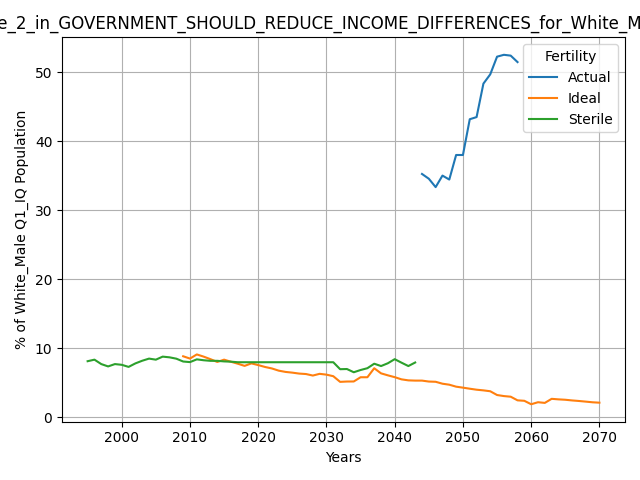 e_2_in_GOVERNMENT_SHOULD_REDUCE_INCOME_DIFFERENCES_for_White_M
Fertility
Actual
Ideal
Sterile
% of White_Male Q1_IQ Population
50
40
30
20
10
0
2000 2010 2020 2030 2040 2050 2060 2070
Years